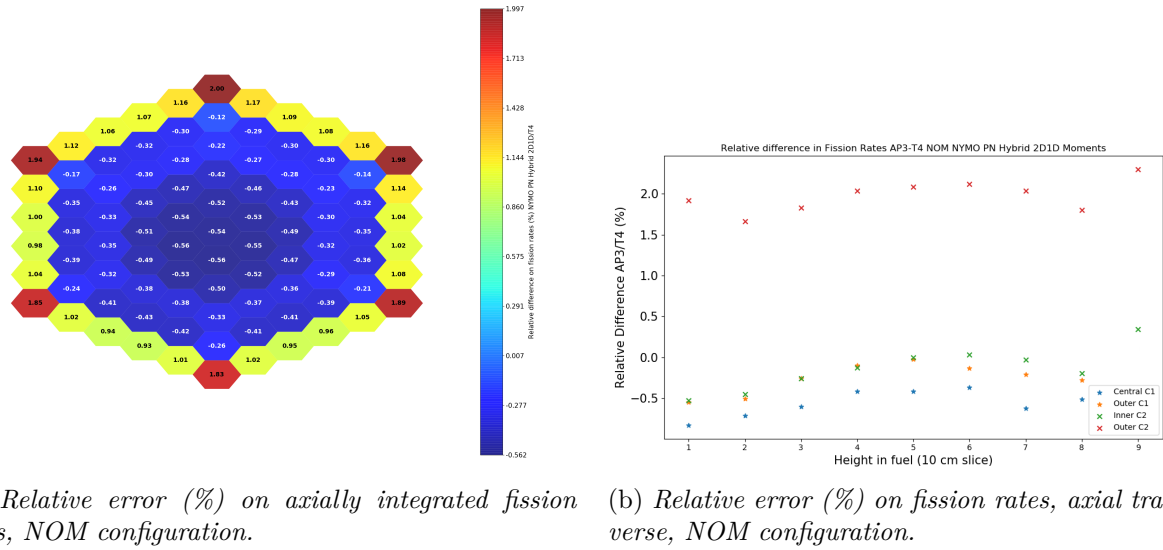 2.00
1.16 1.17
1.07 -0.12 1.09
1.06 -0.30 -0.29 1.08
1.12 -0.32 -0.22 -0.30 1.16
1.94 -0.32 -0.28 -0.27 -0.28 1.98
-0.17 -0.30 -0.42 -0.28 -0.14
1.10 -0.26 -0.47 -0.46 -0.23 1.14
-0.35 -0.45 -0.52 -0.43 -0.32
1.00 -0.33 -0.54 -0.53 -0.30 1.04
-0.38 -0.51 -0.54 -0.49 -0.35
0.98 -0.35 -0.56 -0.55 -0.32 1.02
-0.39 -0.49 -0.56 -0.47 -0.36
1.04 -0.32 -0.53 -0.52 -0.29 1.08
-0.24 -0.38 -0.50 -0.36 -0.21
1.85 -0.41 -0.38 -0.37 -0.39 1.89
1.02 -0.43 -0.33 -0.41 1.05
0.94 -0.42 -0.41 0.96
0.93 -0.26 0.95
1.01 1.02
1.83
1.997
1.713
1.428
1.144
0.860
0.575
0.291
0.007
-0.277
-0.562
Relative difference on fission rates (%) NYMO PN Hybrid 2D1D/T4
Relative error (%) on axially integrated fission
s, NOM configuration.
Relative difference in Fission Rates AP3-T4 NOM NYMO PN Hybrid 2D1D Moments
Relative Difference AP3/T4 (%)
2.0
1.5
1.0
0.5
0.0
−0.5
Central C1
Outer C1
Inner C2
Outer C2
1 2 3 4 5 6 7 8 9
Height in fuel (10 cm slice)
(b) Relative error (%) on fission rates, axial tra
verse, NOM configuration.